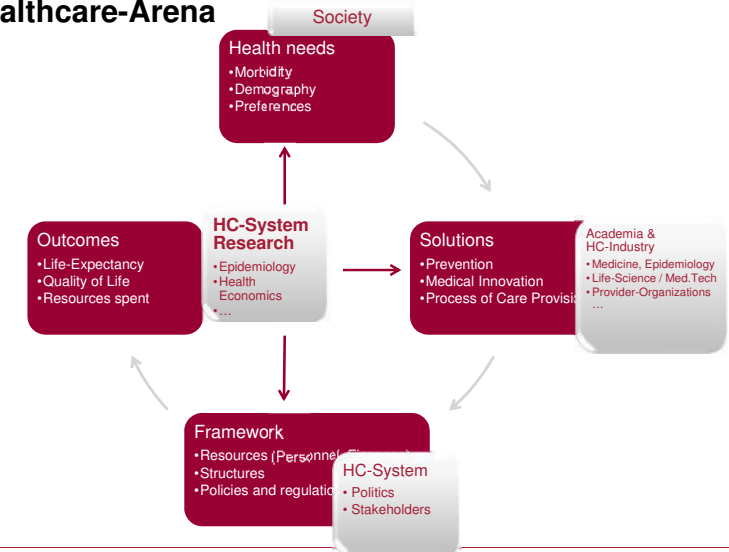 althcare-Arena
Society
Health needs
•Morbidity
•Demography
•Preferences
Outcomes
•Life-Expectancy
•Quality of Life
•Resources spent
HC-System
Research
•Epidemiology
•Health
Economics
•…
Solutions
•Prevention
•Medical Innovation
•Process of Care Provisi
Academia &
HC-Industry
•Medicine, Epidemiology
•Life-Science / Med.Tech
•Provider-Organizations
…
Framework
•Resources
•Structures
•Policies and regulatio
HC-System
• Politics
• Stakeholders